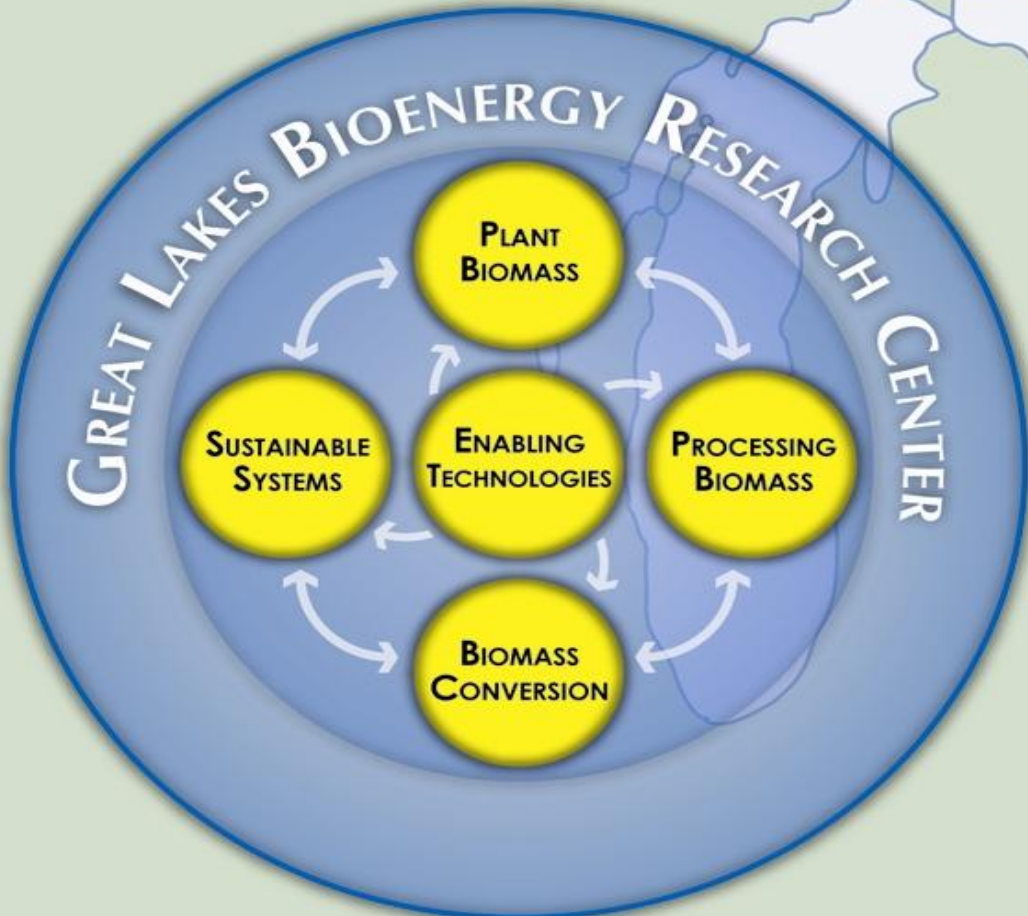 GREAT LAKES BIOENERGY RESEARCH CENTER
PLANT
BIOMASS
SUSTAINABLE
SYSTEMS
ENABLING
TECHNOLOGIES
PROCESSING
BIOMASS
BIOMASS
CONVERSION